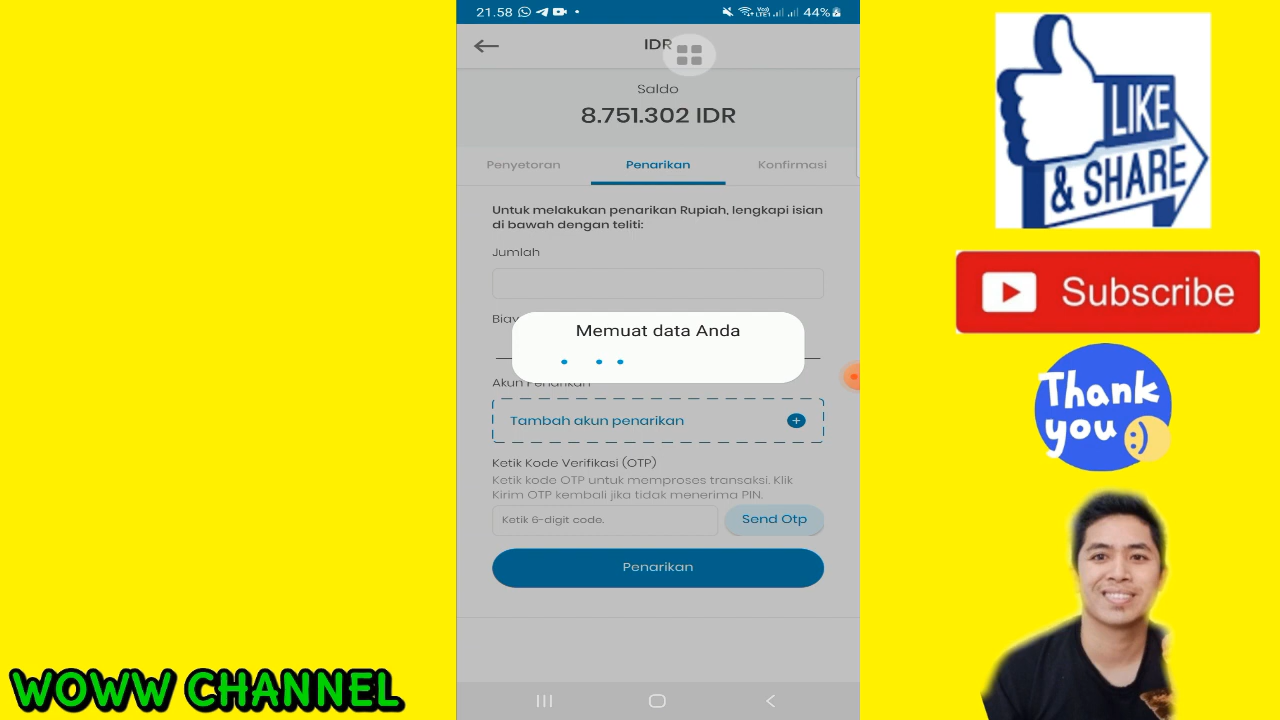 21.58
44%
IDR
Saldo
8.751.302 IDR
Penyetoran
Penarikan
Konfirmasi
Untuk melakukan penarikan Rupiah, lengkapi isian
di bawah dengan teliti:
Jumlah
Memuat data Anda
Akun Penarikan
Tambah akun penarikan
Ketik Kode Verifikasi (OTP)
Ketik kode OTP untuk memproses transaksi. Klik
Kirim OTP kembali jika tidak menerima PIN.
Ketik 6-digit code.
Send Otp
Penarikan
LIKE
& SHARE
Subscribe
Thank
you
WOWW CHANNEL